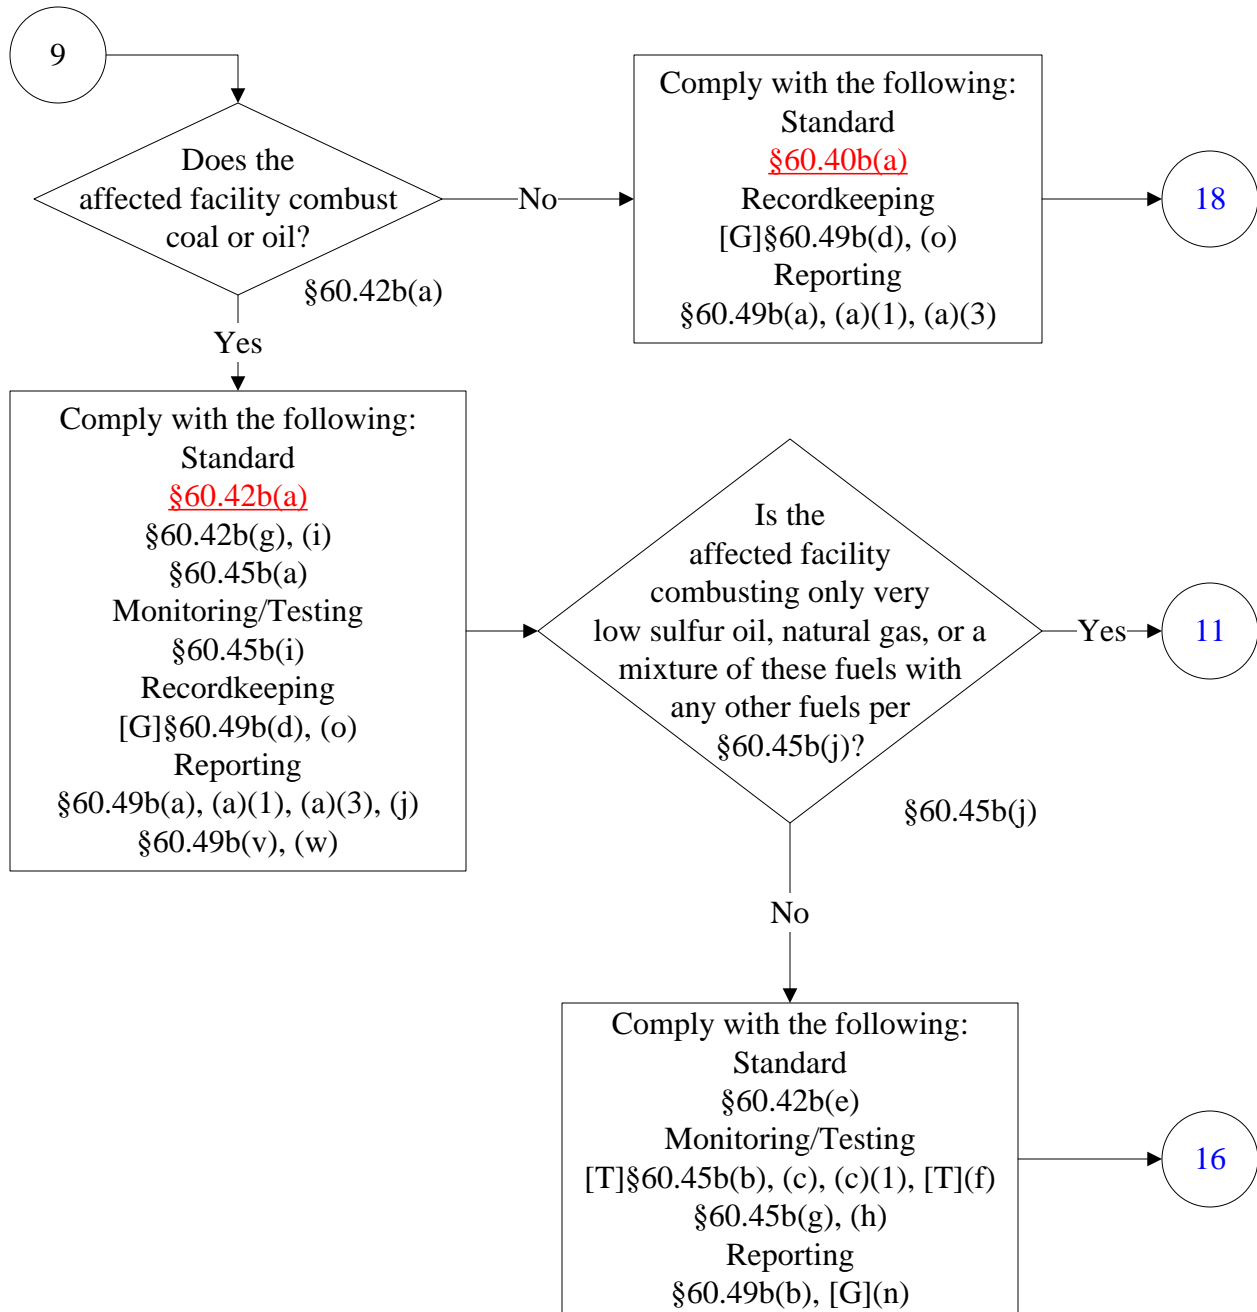 9
Does the
affected facility combust
coal or oil?
§60.42b(a)
No
Comply with the following:
Standard
§60.40b(a)
Recordkeeping
[G]§60.49b(d), (o)
Reporting
§60.49b(a), (a)(1), (a)(3)
18
Yes
Comply with the following:
Standard
§60.42b(a)
§60.42b(g), (i)
§60.45b(a)
Monitoring/Testing
§60.45b(i)
Recordkeeping
[G]§60.49b(d), (o)
Reporting
§60.49b(a), (a)(1), (a)(3), (j)
§60.49b(v), (w)
Is the
affected facility
combusting only very
low sulfur oil, natural gas, or a
mixture of these fuels with
any other fuels per
§60.45b(j)?
§60.45b(j)
Yes
11
No
Comply with the following:
Standard
§60.42b(e)
Monitoring/Testing
[T]§60.45b(b), (c), (c)(1), [T](f)
§60.45b(g), (h)
Reporting
§60.49b(b), [G](n)
16